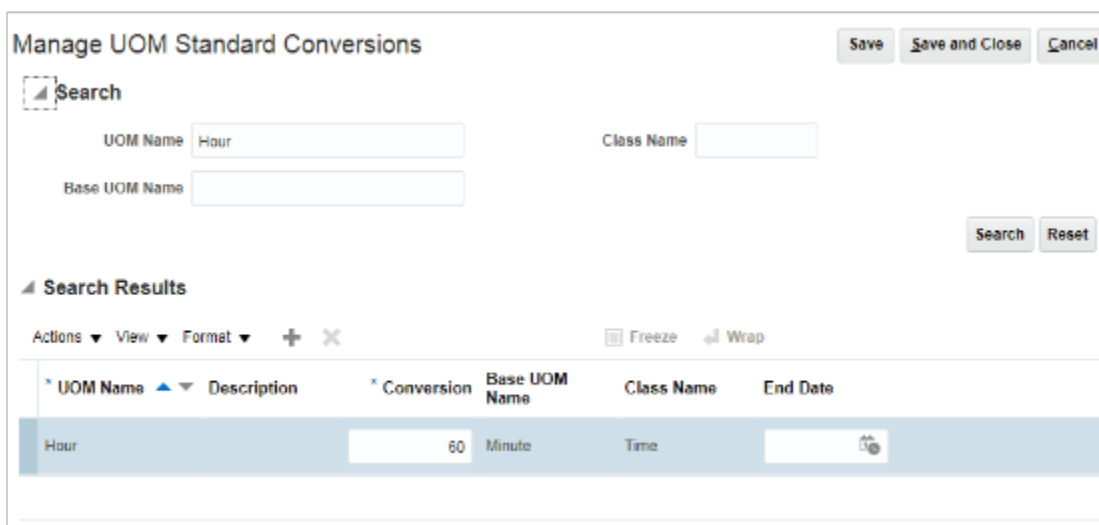 Manage UOM Standard Conversions Save Save and Close Cancel
Search
UOM Name Hour Class Name
Base UOM Name
Search Reset
Search Results
Actions View Format Freeze Wrap
* UOM Name Description * Conversion Base UOM Name Class Name End Date
Hour 60 Minute Time